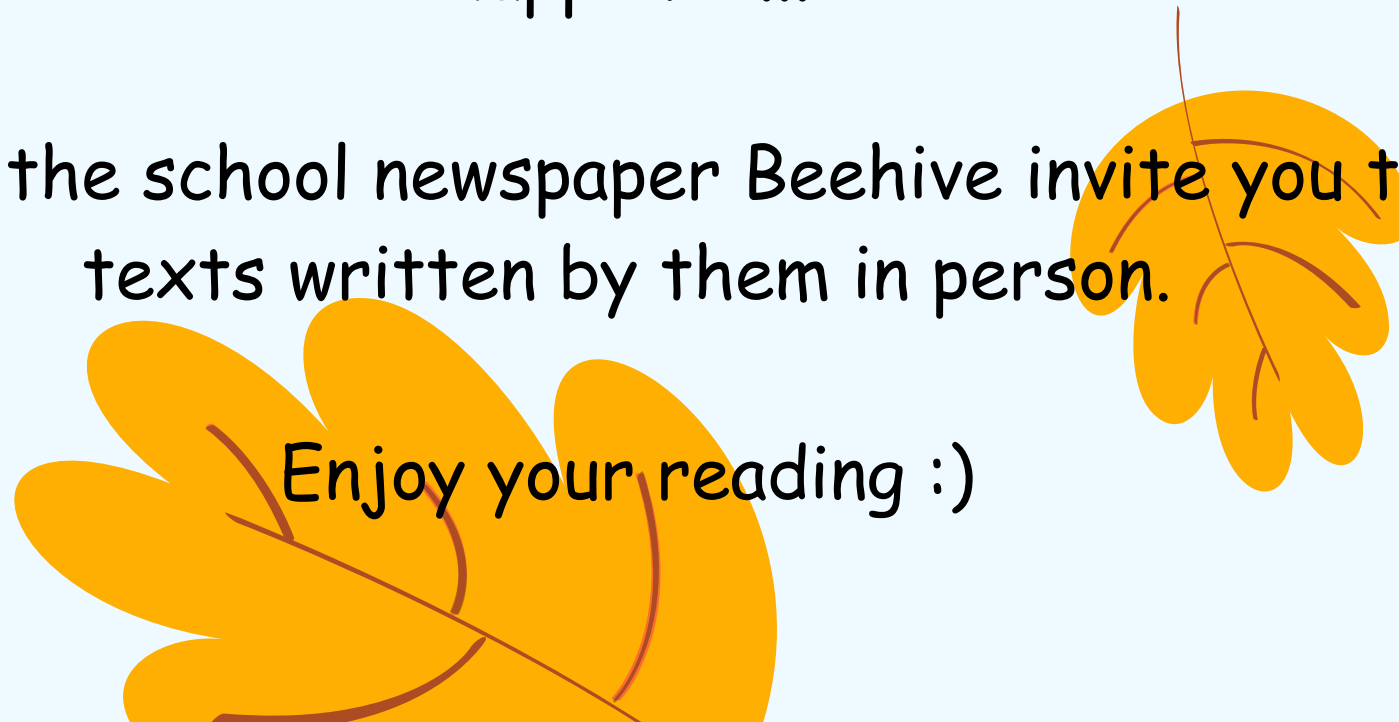 the school newspaper Beehive invite you
texts written by them in person.
Enjoy your reading :)